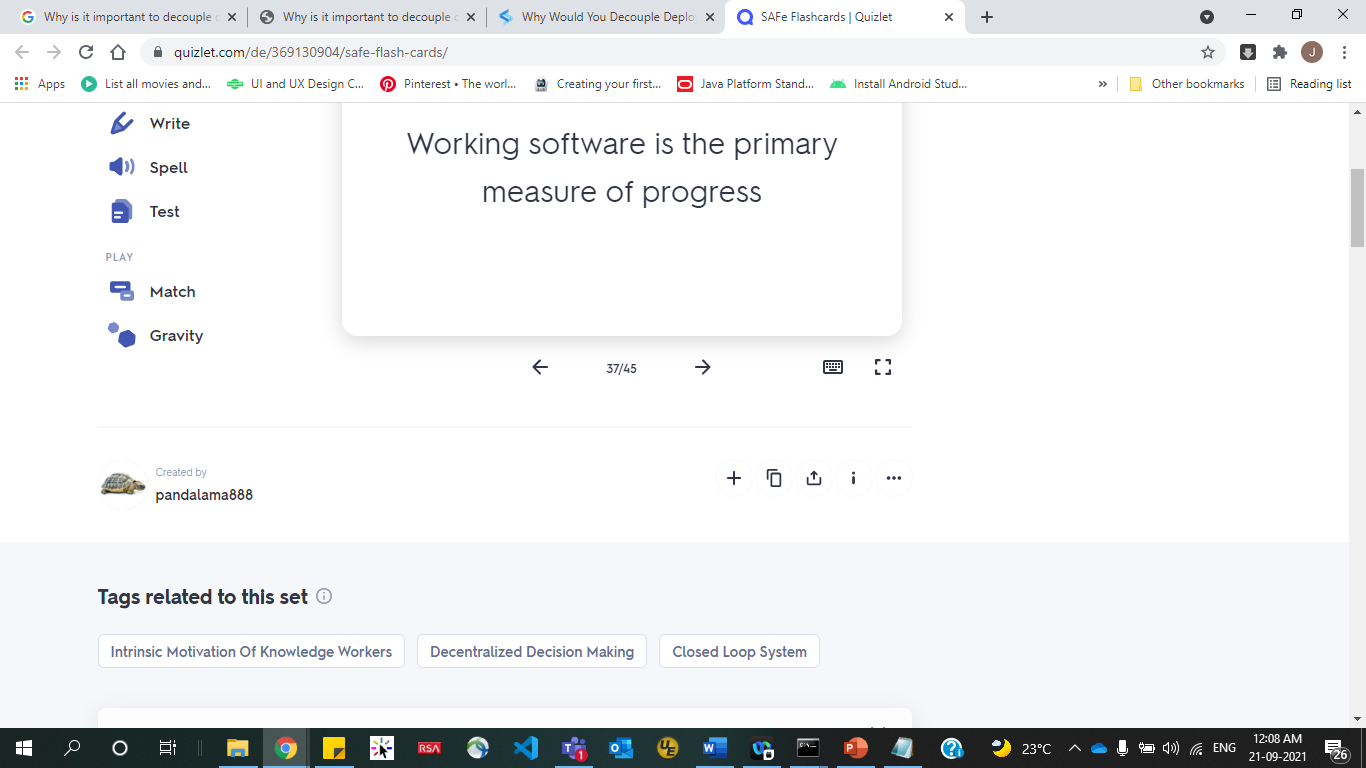 Why is it important to decouple
Why is it important to decouple
Why Would You Decouple Deplo
SAFe Flashcards | Quizlet
quizlet.com/de/369130904/safe-flash-cards/
J
Apps
List all movies and...
UI and UX Design C...
Pinterest • The worl...
Creating your first...
Java Platform Stand...
Install Android Stud...
»
Other bookmarks
Reading list
Write
Spell
Test
PLAY
Match
Gravity
Working software is the primary
measure of progress
37/45
Created by
pandalama888
Tags related to this set
Intrinsic Motivation Of Knowledge Workers
Decentralized Decision Making
Closed Loop System
RSA
1
23°C
ENG
12:08 AM
21-09-2021
26